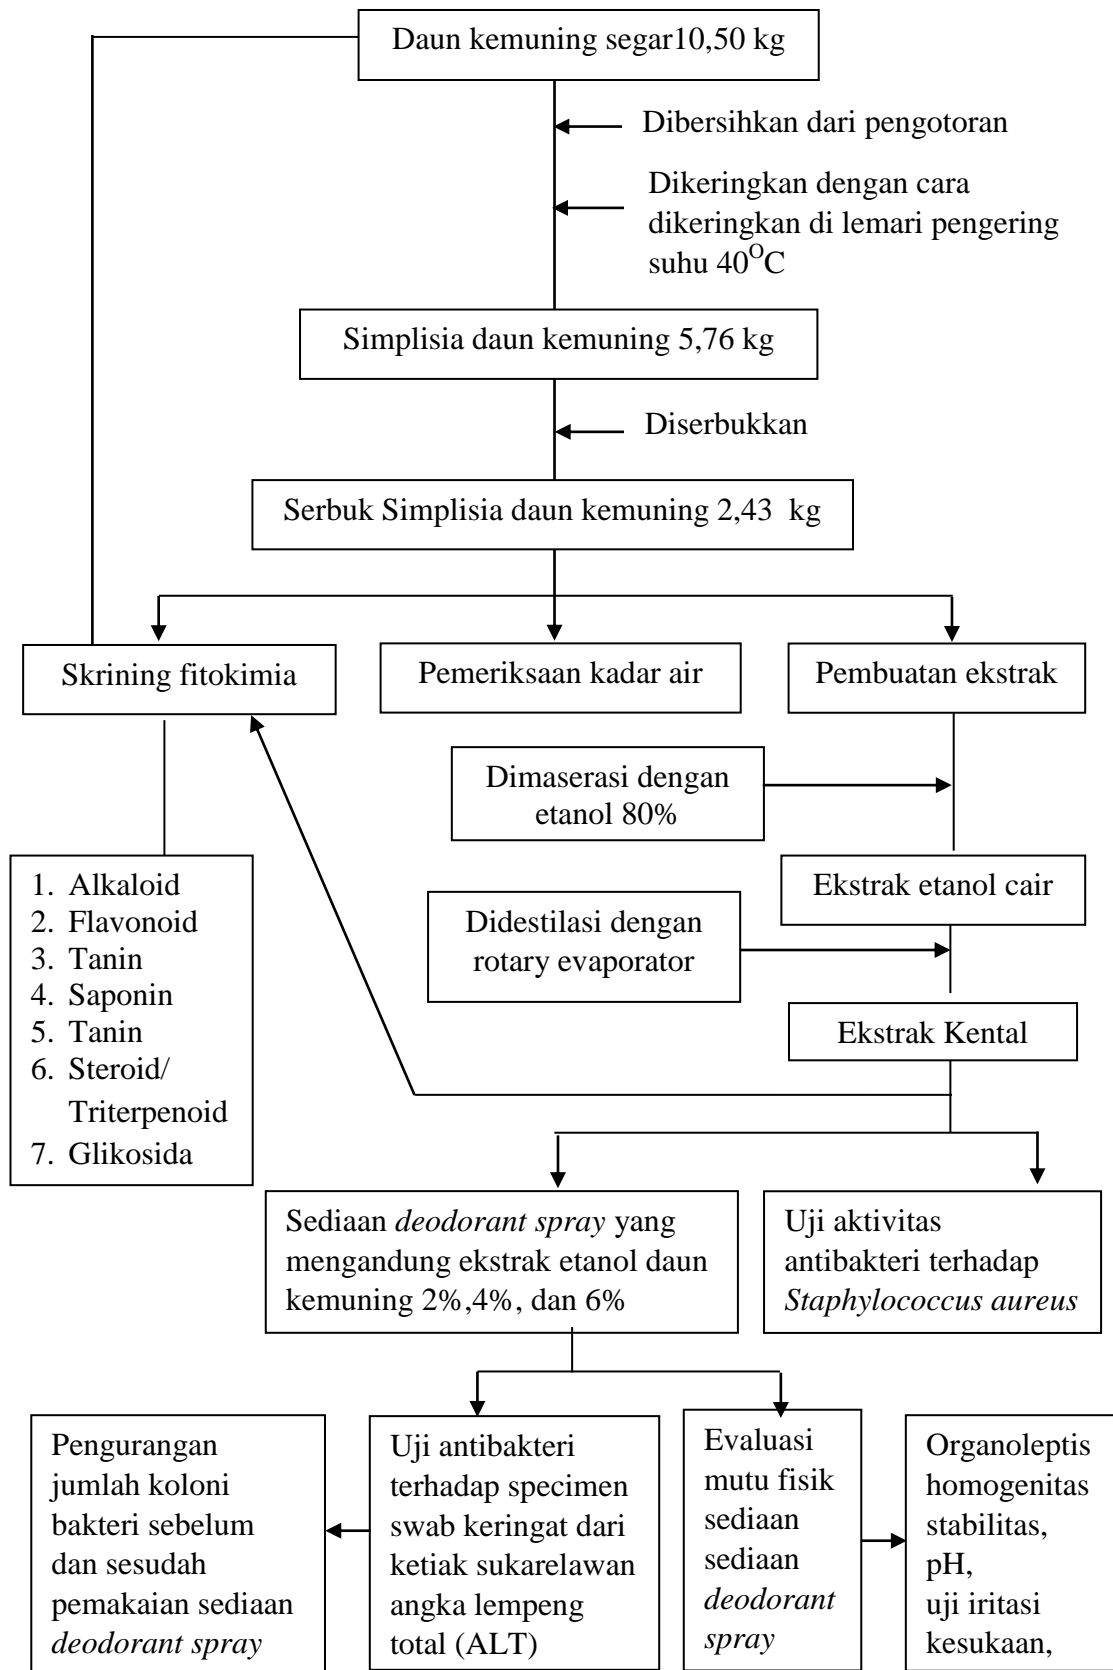 Daun kemuning segar10,50 kg
Dibersihkan dari pengotoran
Dikeringkan dengan cara
dikeringkan di lemari pengering
suhu 40OC
Simplisia daun kemuning 5,76 kg
Diserbukkan
Serbuk Simplisia daun kemuning 2,43 kg
Skrining fitokimia
Pemeriksaan kadar air
Pembuatan ekstrak
Dimaserasi dengan
etanol 80%
1. Alkaloid
2. Flavonoid
3. Tanin
4. Saponin
5. Tanin
6. Steroid/
Triterpenoid
7. Glikosida
Ekstrak etanol cair
Didestilasi dengan
rotary evaporator
Ekstrak Kental
Sediaan deodorant spray yang
mengandung ekstrak etanol daun
kemuning 2%,4%, dan 6%
Uji aktivitas
antibakteri terhadap
Staphylococcus aureus
Pengurangan
jumlah koloni
bakteri sebelum
dan sesudah
pemakaian sediaan
deodorant spray
Uji antibakteri
terhadap specimen
swab keringat dari
ketiak sukarelawan
angka lempeng
total (ALT)
Evaluasi
mutu fisik
sediaan
sediaan
deodorant
spray
Organoleptis
homogenitas
stabilitas,
pH,
uji iritasi
kesukaan,